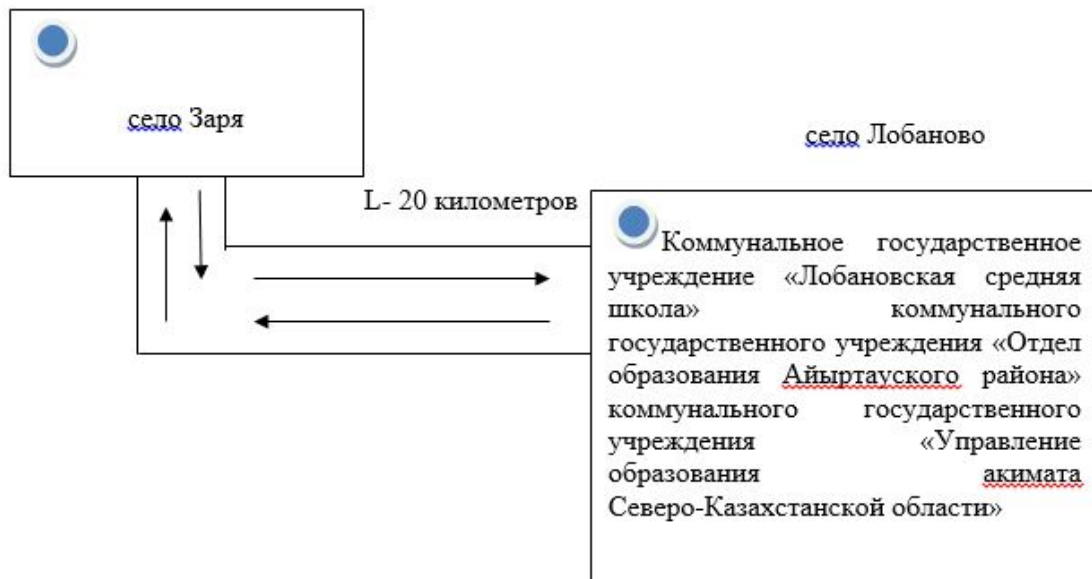 село Заря
село Лобаново
L- 20 километров
Коммунальное государственное
учреждение «Лобановская средняя
школа» коммунального
государственного учреждения «Отдел
образования Айыртауского района»
коммунального государственного
учреждения «Управление
образования акимата
Северо-Казахстанской области»